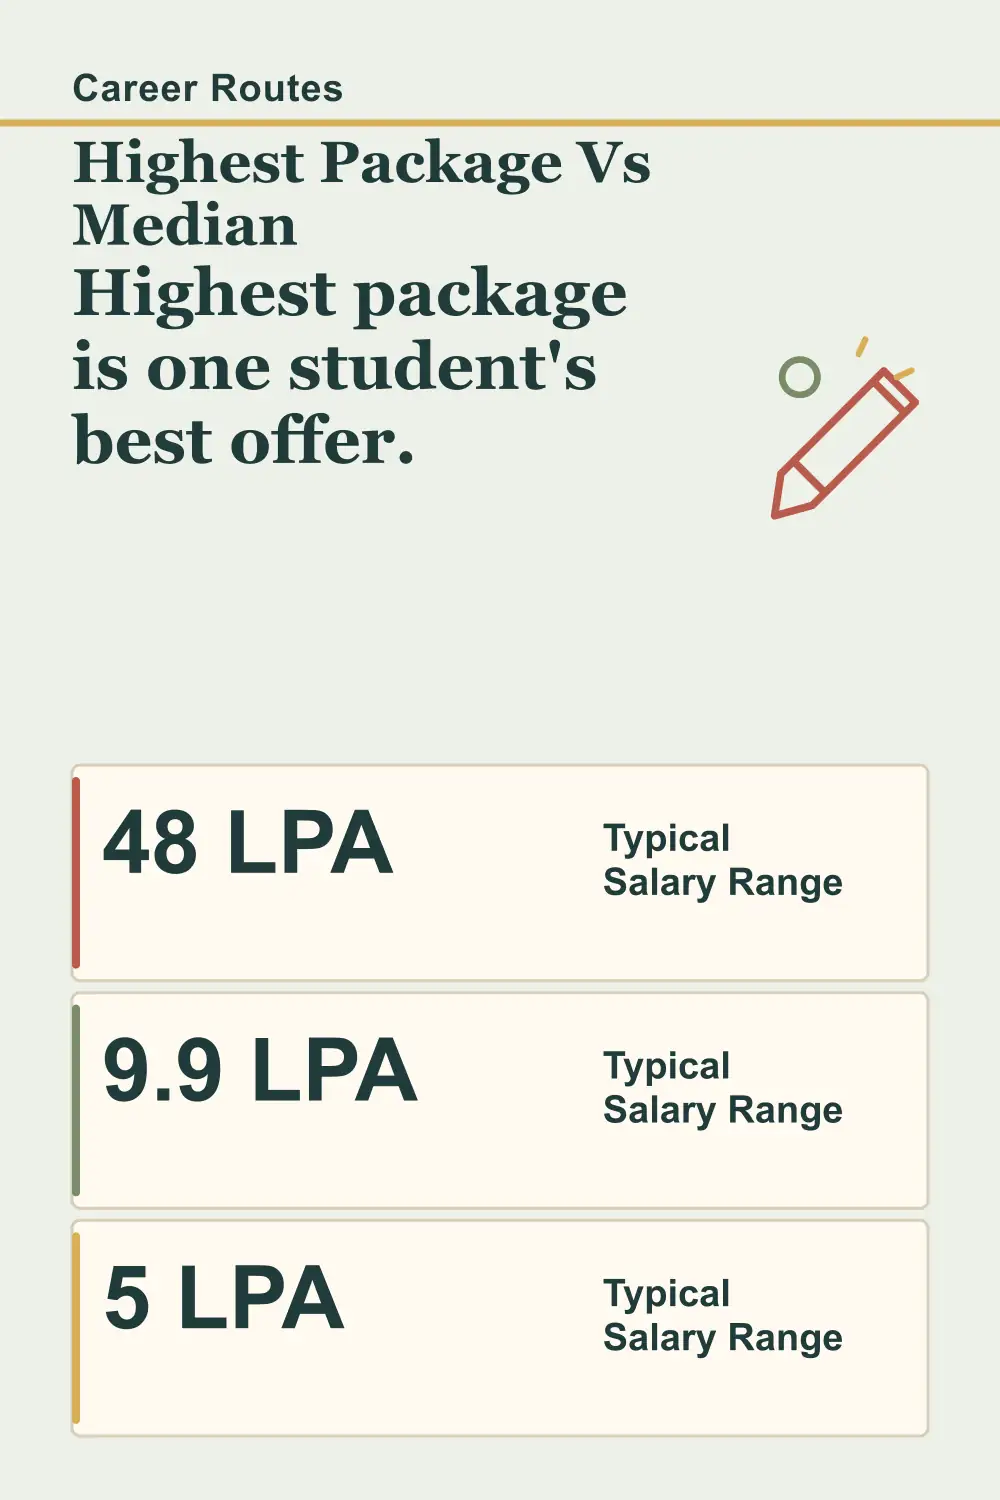 Career Routes
Highest Package Vs
Median
Highest package
is one student's
best offer.
48 LPA
Typical
Salary Range
9.9 LPA
Typical
Salary Range
5 LPA
Typical
Salary Range